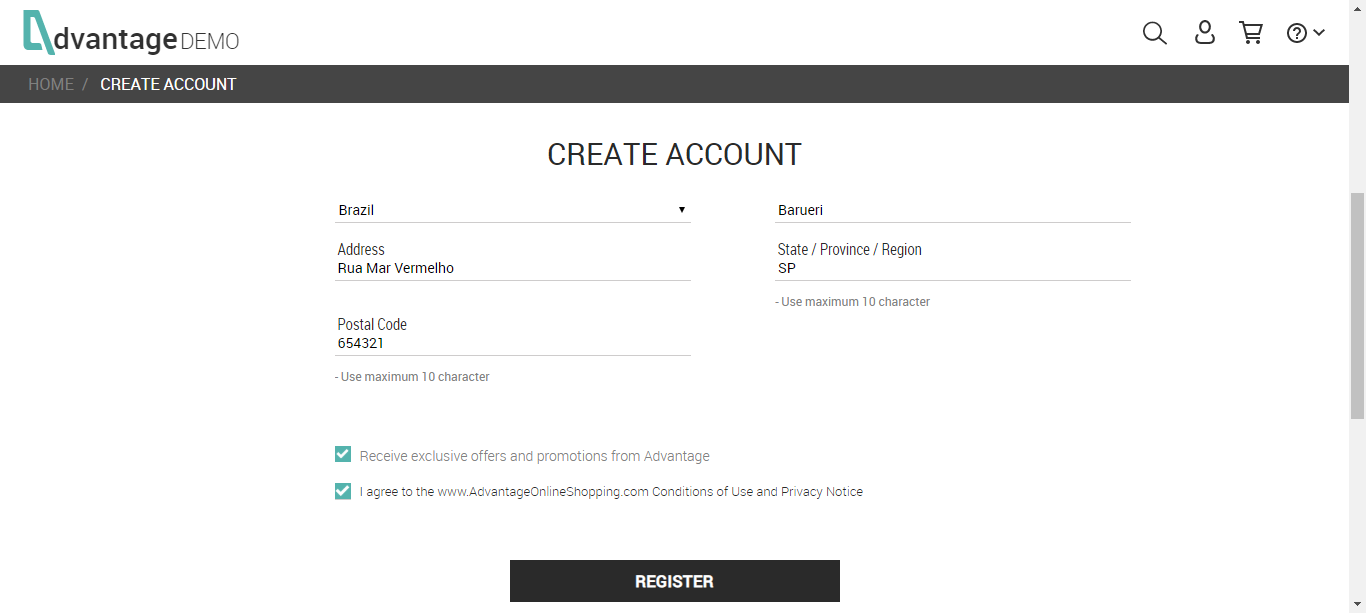 Advantage DEMO
HOME / CREATE ACCOUNT
CREATE ACCOUNT
Brazil
Barueri
Address
Rua Mar Vermelho
State / Province / Region
SP
- Use maximum 10 character
Postal Code
654321
- Use maximum 10 character
Receive exclusive offers and promotions from Advantage
I agree to the www.AdvantageOnlineShopping.com Conditions of Use and Privacy Notice
REGISTER